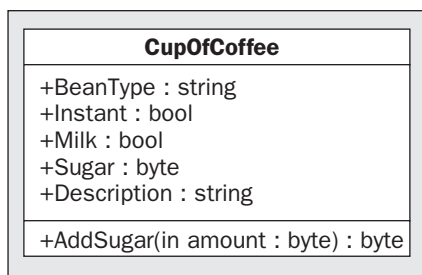 CupOfCoffee
+BeanType : string
+Instant : bool
+Milk : bool
+Sugar : byte
+Description : string
+AddSugar(in amount : byte) : byte